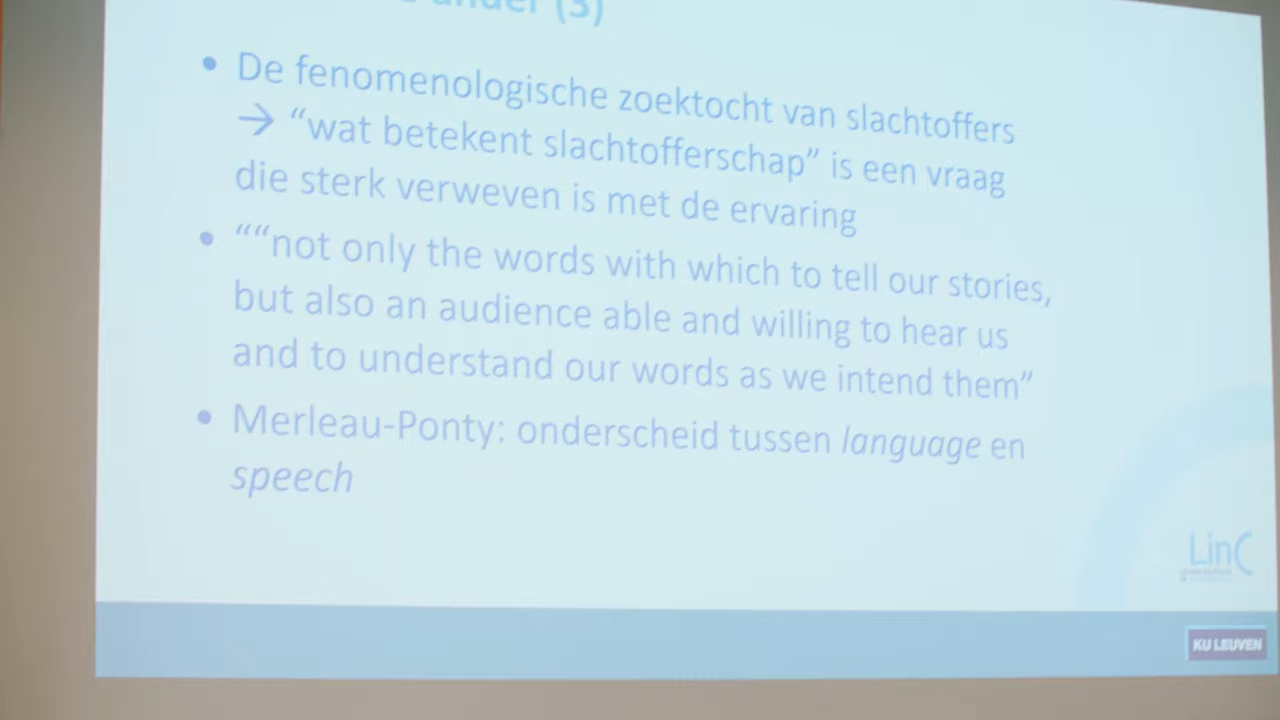 ander (3)
• De fenomenologische zoektocht van slachtoffers
→ “wat betekent slachtofferschap” is een vraag
die sterk verweven is met de ervaring
• ““not only the words with which to tell our stories,
but also an audience able and willing to hear us
and to understand our words as we intend them”
• Merleau-Ponty: onderscheid tussen language en
speech
LinC
KU LEUVEN